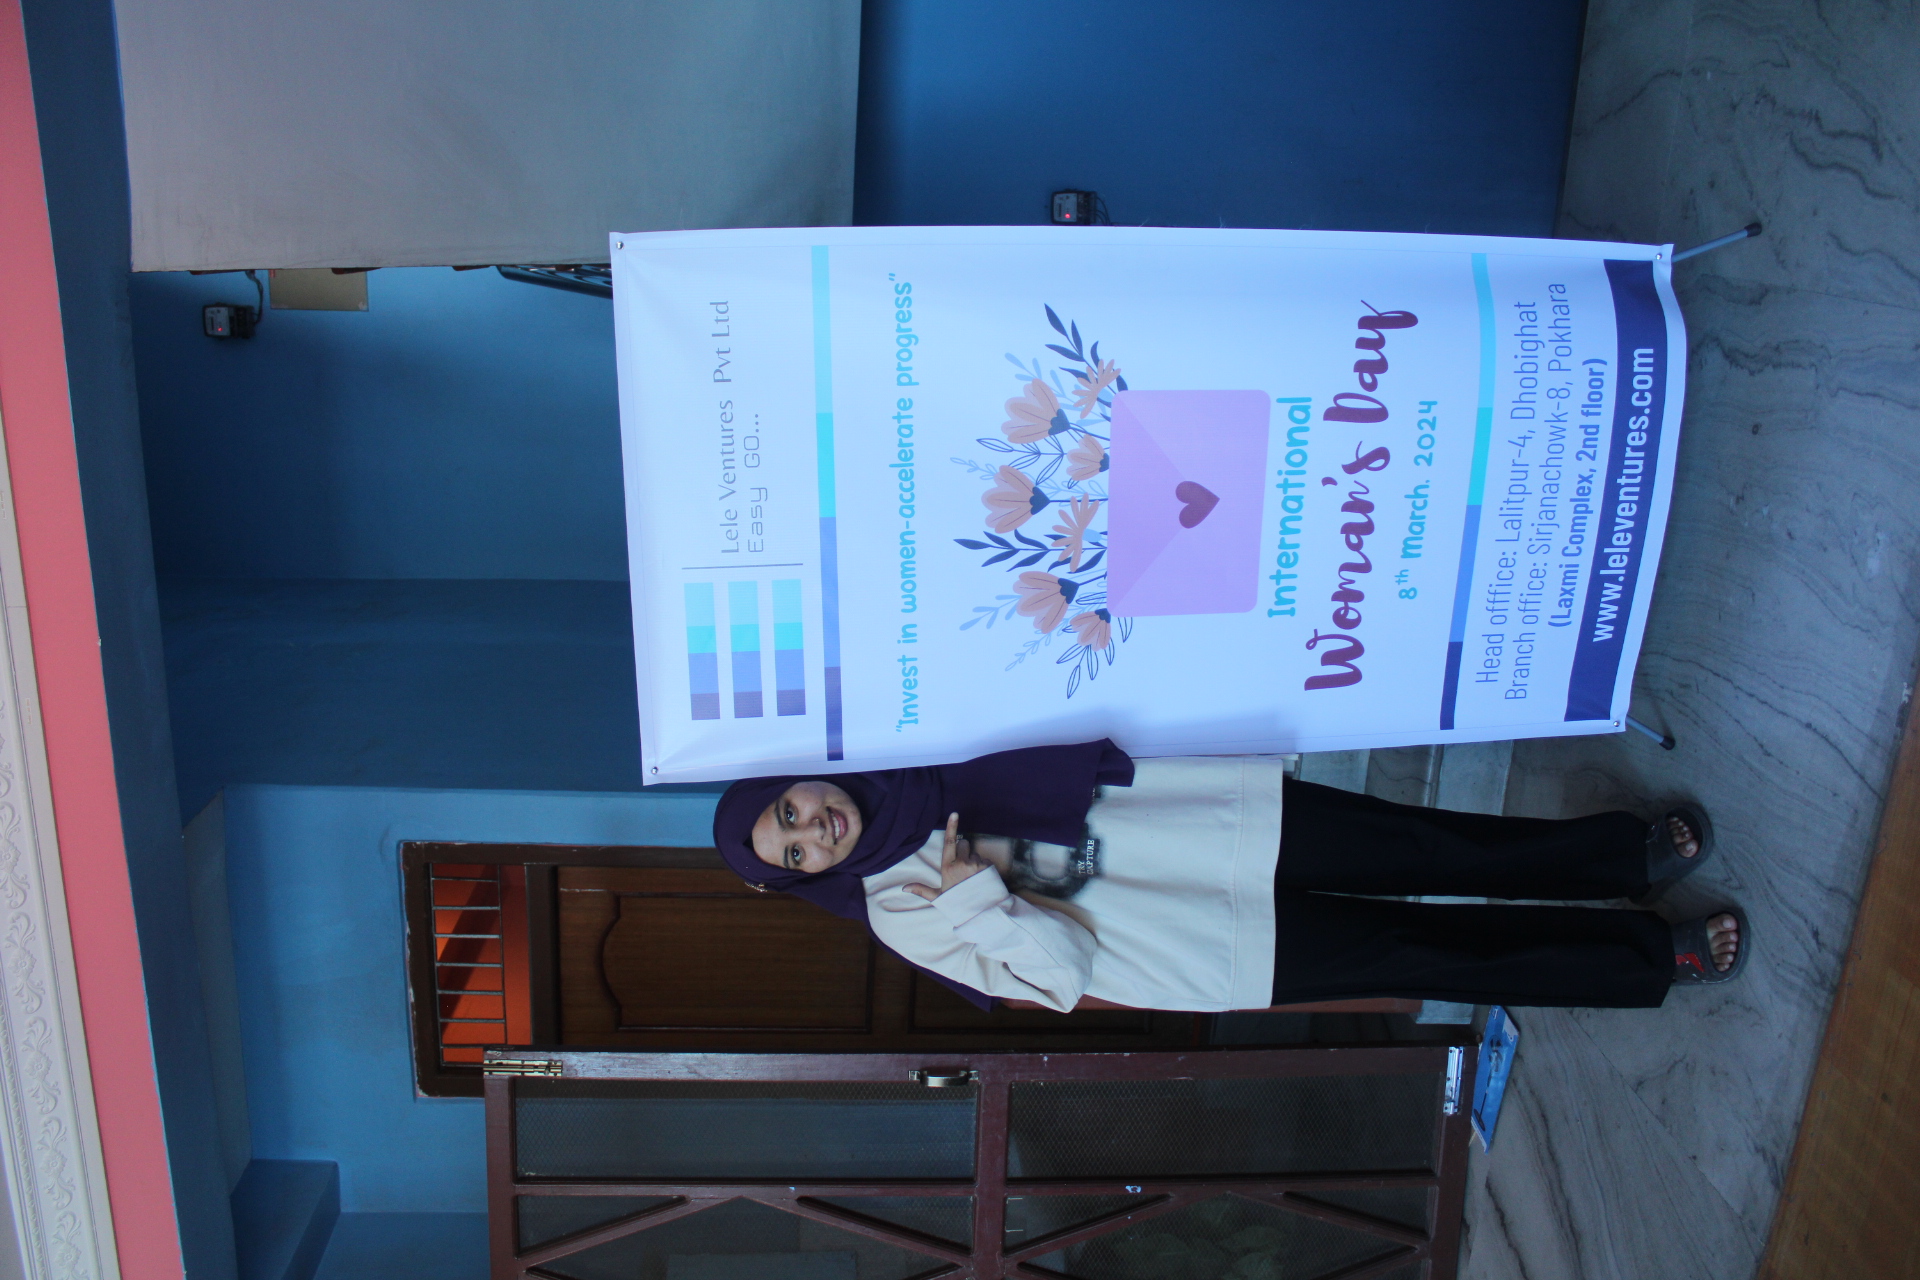 Lele Ventures Pvt Ltd
Easy GO...
"Invest in women-accelerate progress"
International
Woman's Day
8th March. 2024
Head offfice: Lalitpur-4, Dhobighat
Branch office: Sirjanachowk-8, Pokhara
(Laxmi Complex, 2nd floor)
www.leleventures.com